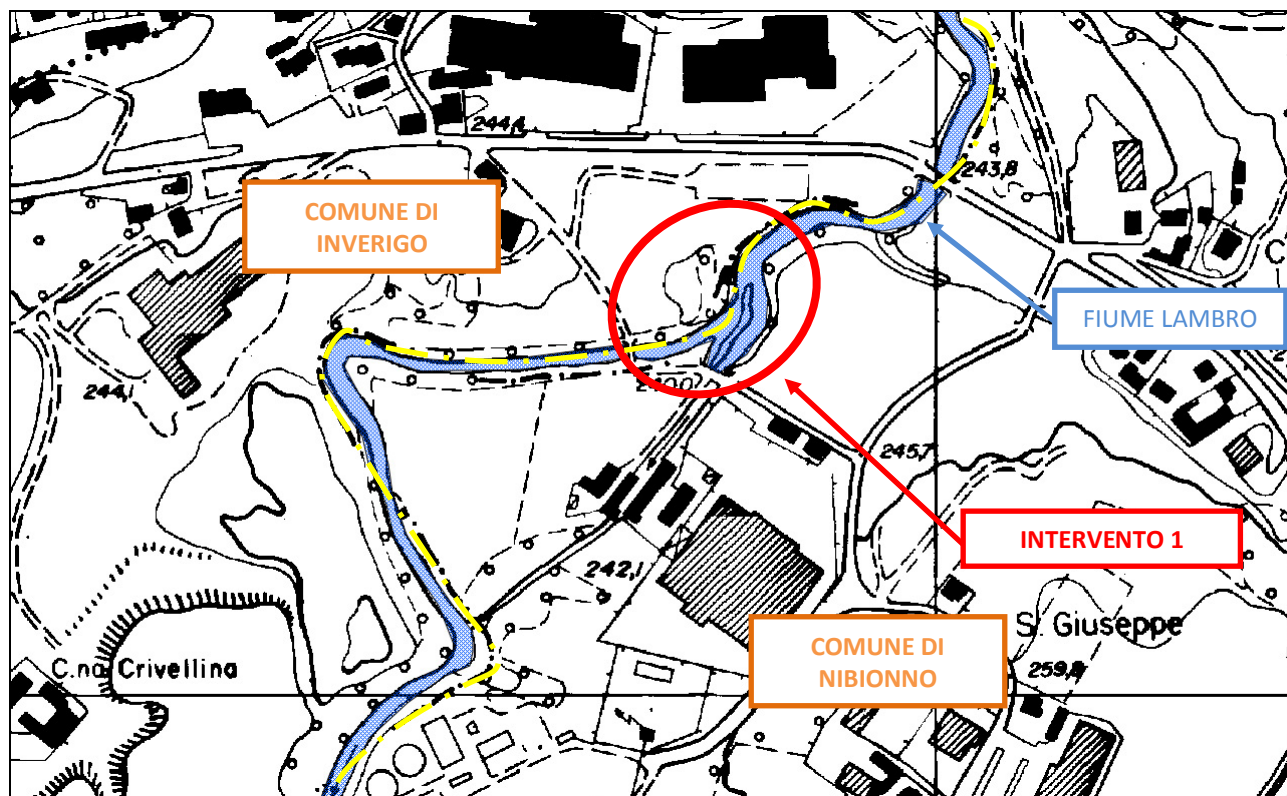 244,4
243,8
COMUNE DI
INVERIGO
FIUME LAMBRO
244,1
245,7
INTERVENTO 1
242,1
S. Giuseppe
COMUNE DI
NIBIONNO
C.na Crivellina
259,8